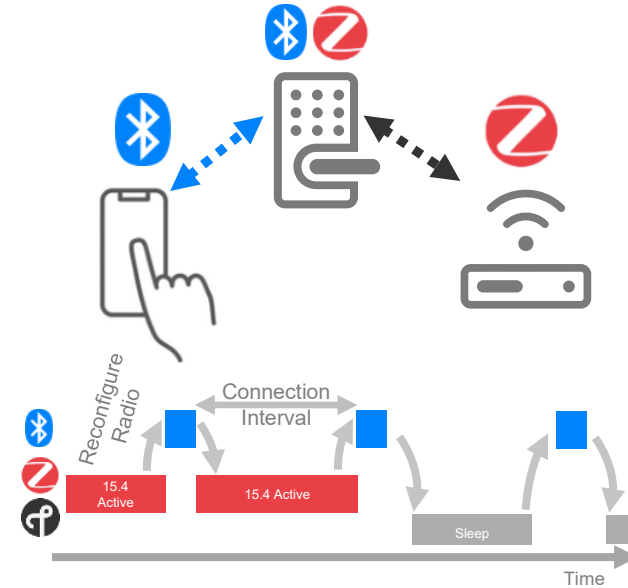 Reconfigure
Radio
Connection
Interval
15.4
Active
15.4 Active
Sleep
Time